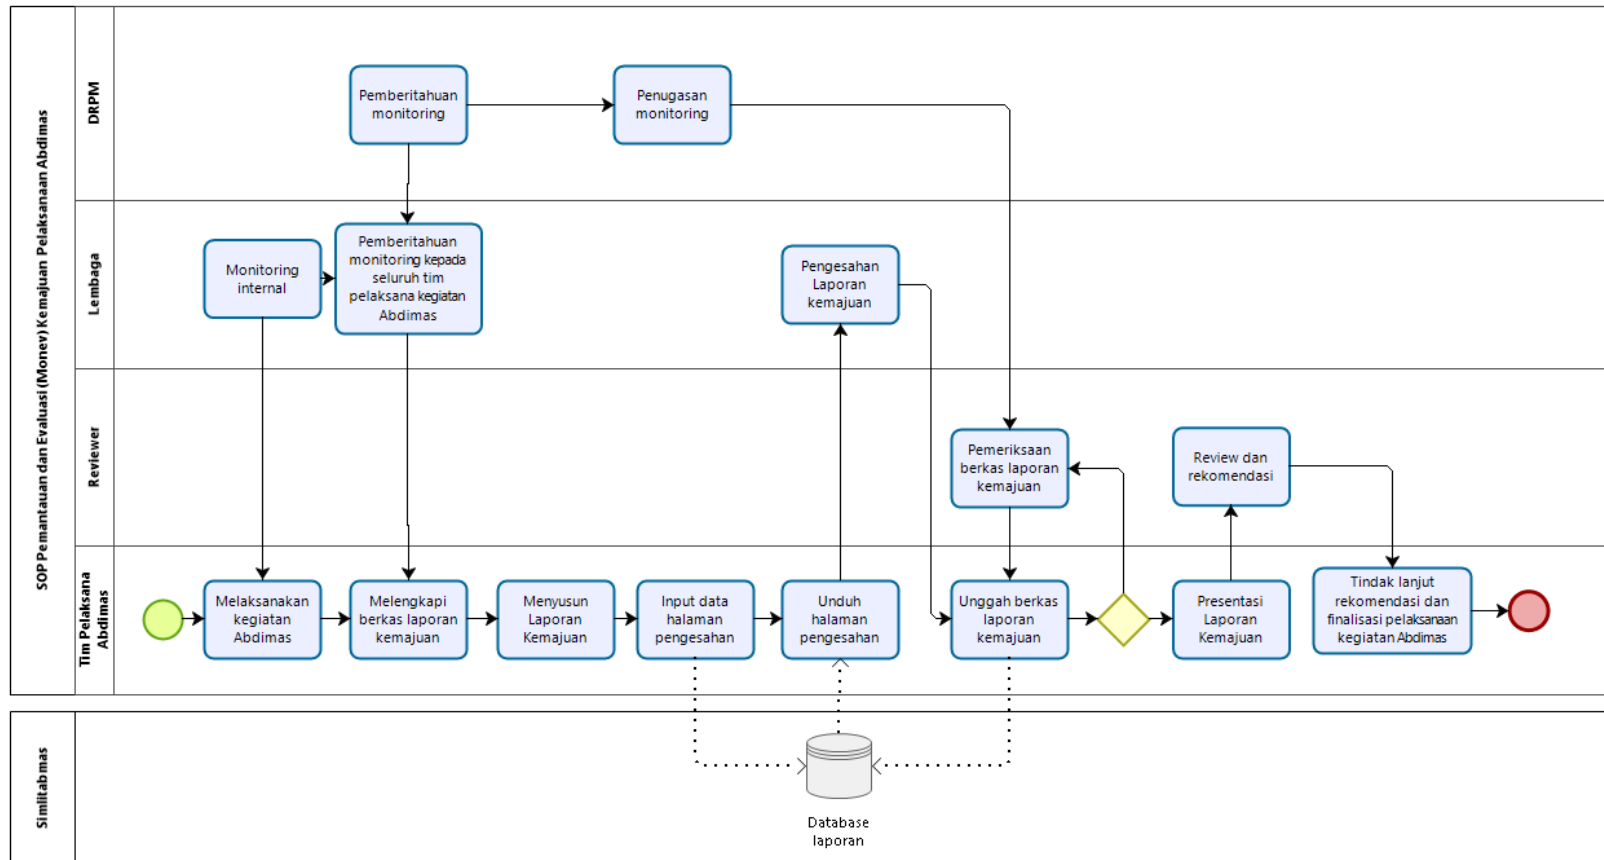 SOP Pemantauan dan Evaluasi (Monev) Kemajuan Pelaksanaan Abdimas
DRPM
Pemberitahuan
monitoring
Penugasan
monitoring
Lembaga
Monitoring
internal
Pemberitahuan
monitoring kepada
seluruh tim
pelaksana kegiatan
Abdimas
Pengesahan
Laporan
kemajuan
Reviewer
Pemeriksaan
berkas laporan
kemajuan
Review dan
rekomendasi
Tim Pelaksana
Abdimas
Melaksanakan
kegiatan
Abdimas
Melengkapi
berkas laporan
kemajuan
Menyusun
Laporan
Kemajuan
Input data
halaman
pengesahan
Unduh
halaman
pengesahan
Unggah berkas
laporan
kemajuan
Presentasi
Laporan
Kemajuan
Tindak lanjut
rekomendasi dan
finalisasi pelaksanaan
kegiatan Abdimas
Simlitabmas
Database
laporan